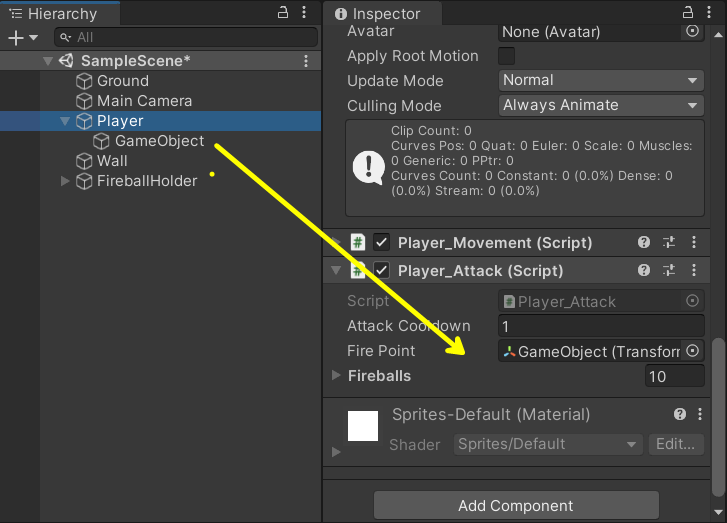 Hierarchy
All
SampleScene*
Ground
Main Camera
Player
GameObject
Wall
FireballHolder
Inspector
Avatar
None (Avatar)
Apply Root Motion
Update Mode
Normal
Culling Mode
Always Animate
Clip Count: 0
Curves Pos: 0 Quat: 0 Euler: 0 Scale: 0 Muscles:
0 Generic: 0 PPtr: 0
Curves Count: 0 Constant: 0 (0.0%) Dense: 0
(0.0%) Stream: 0 (0.0%)
Player_Movement (Script)
Player_Attack (Script)
Script
Player_Attack
Attack Cooldown
1
Fire Point
GameObject (Transform
Fireballs
10
Sprites-Default (Material)
Shader
Sprites/Default
Edit...
Add Component